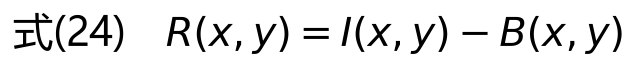 式(24) R(x, y) = I(x, y) − B(x, y)